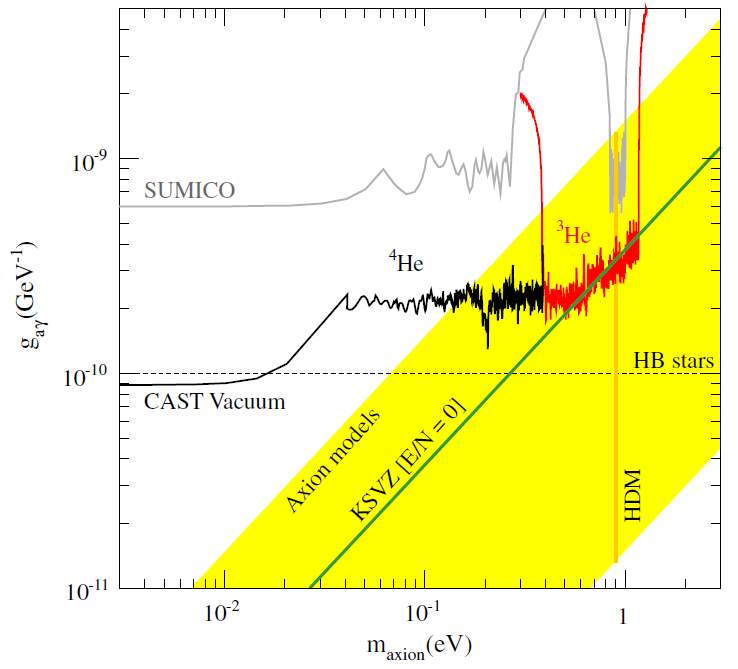 10⁻⁹
SUMICO
³He
⁴He
g_aγ(GeV⁻¹)
10⁻¹⁰
HB stars
CAST Vacuum
Axion models
KSVZ [E/N = 0]
HDM
10⁻¹¹
10⁻²
10⁻¹
1
m_axion(eV)